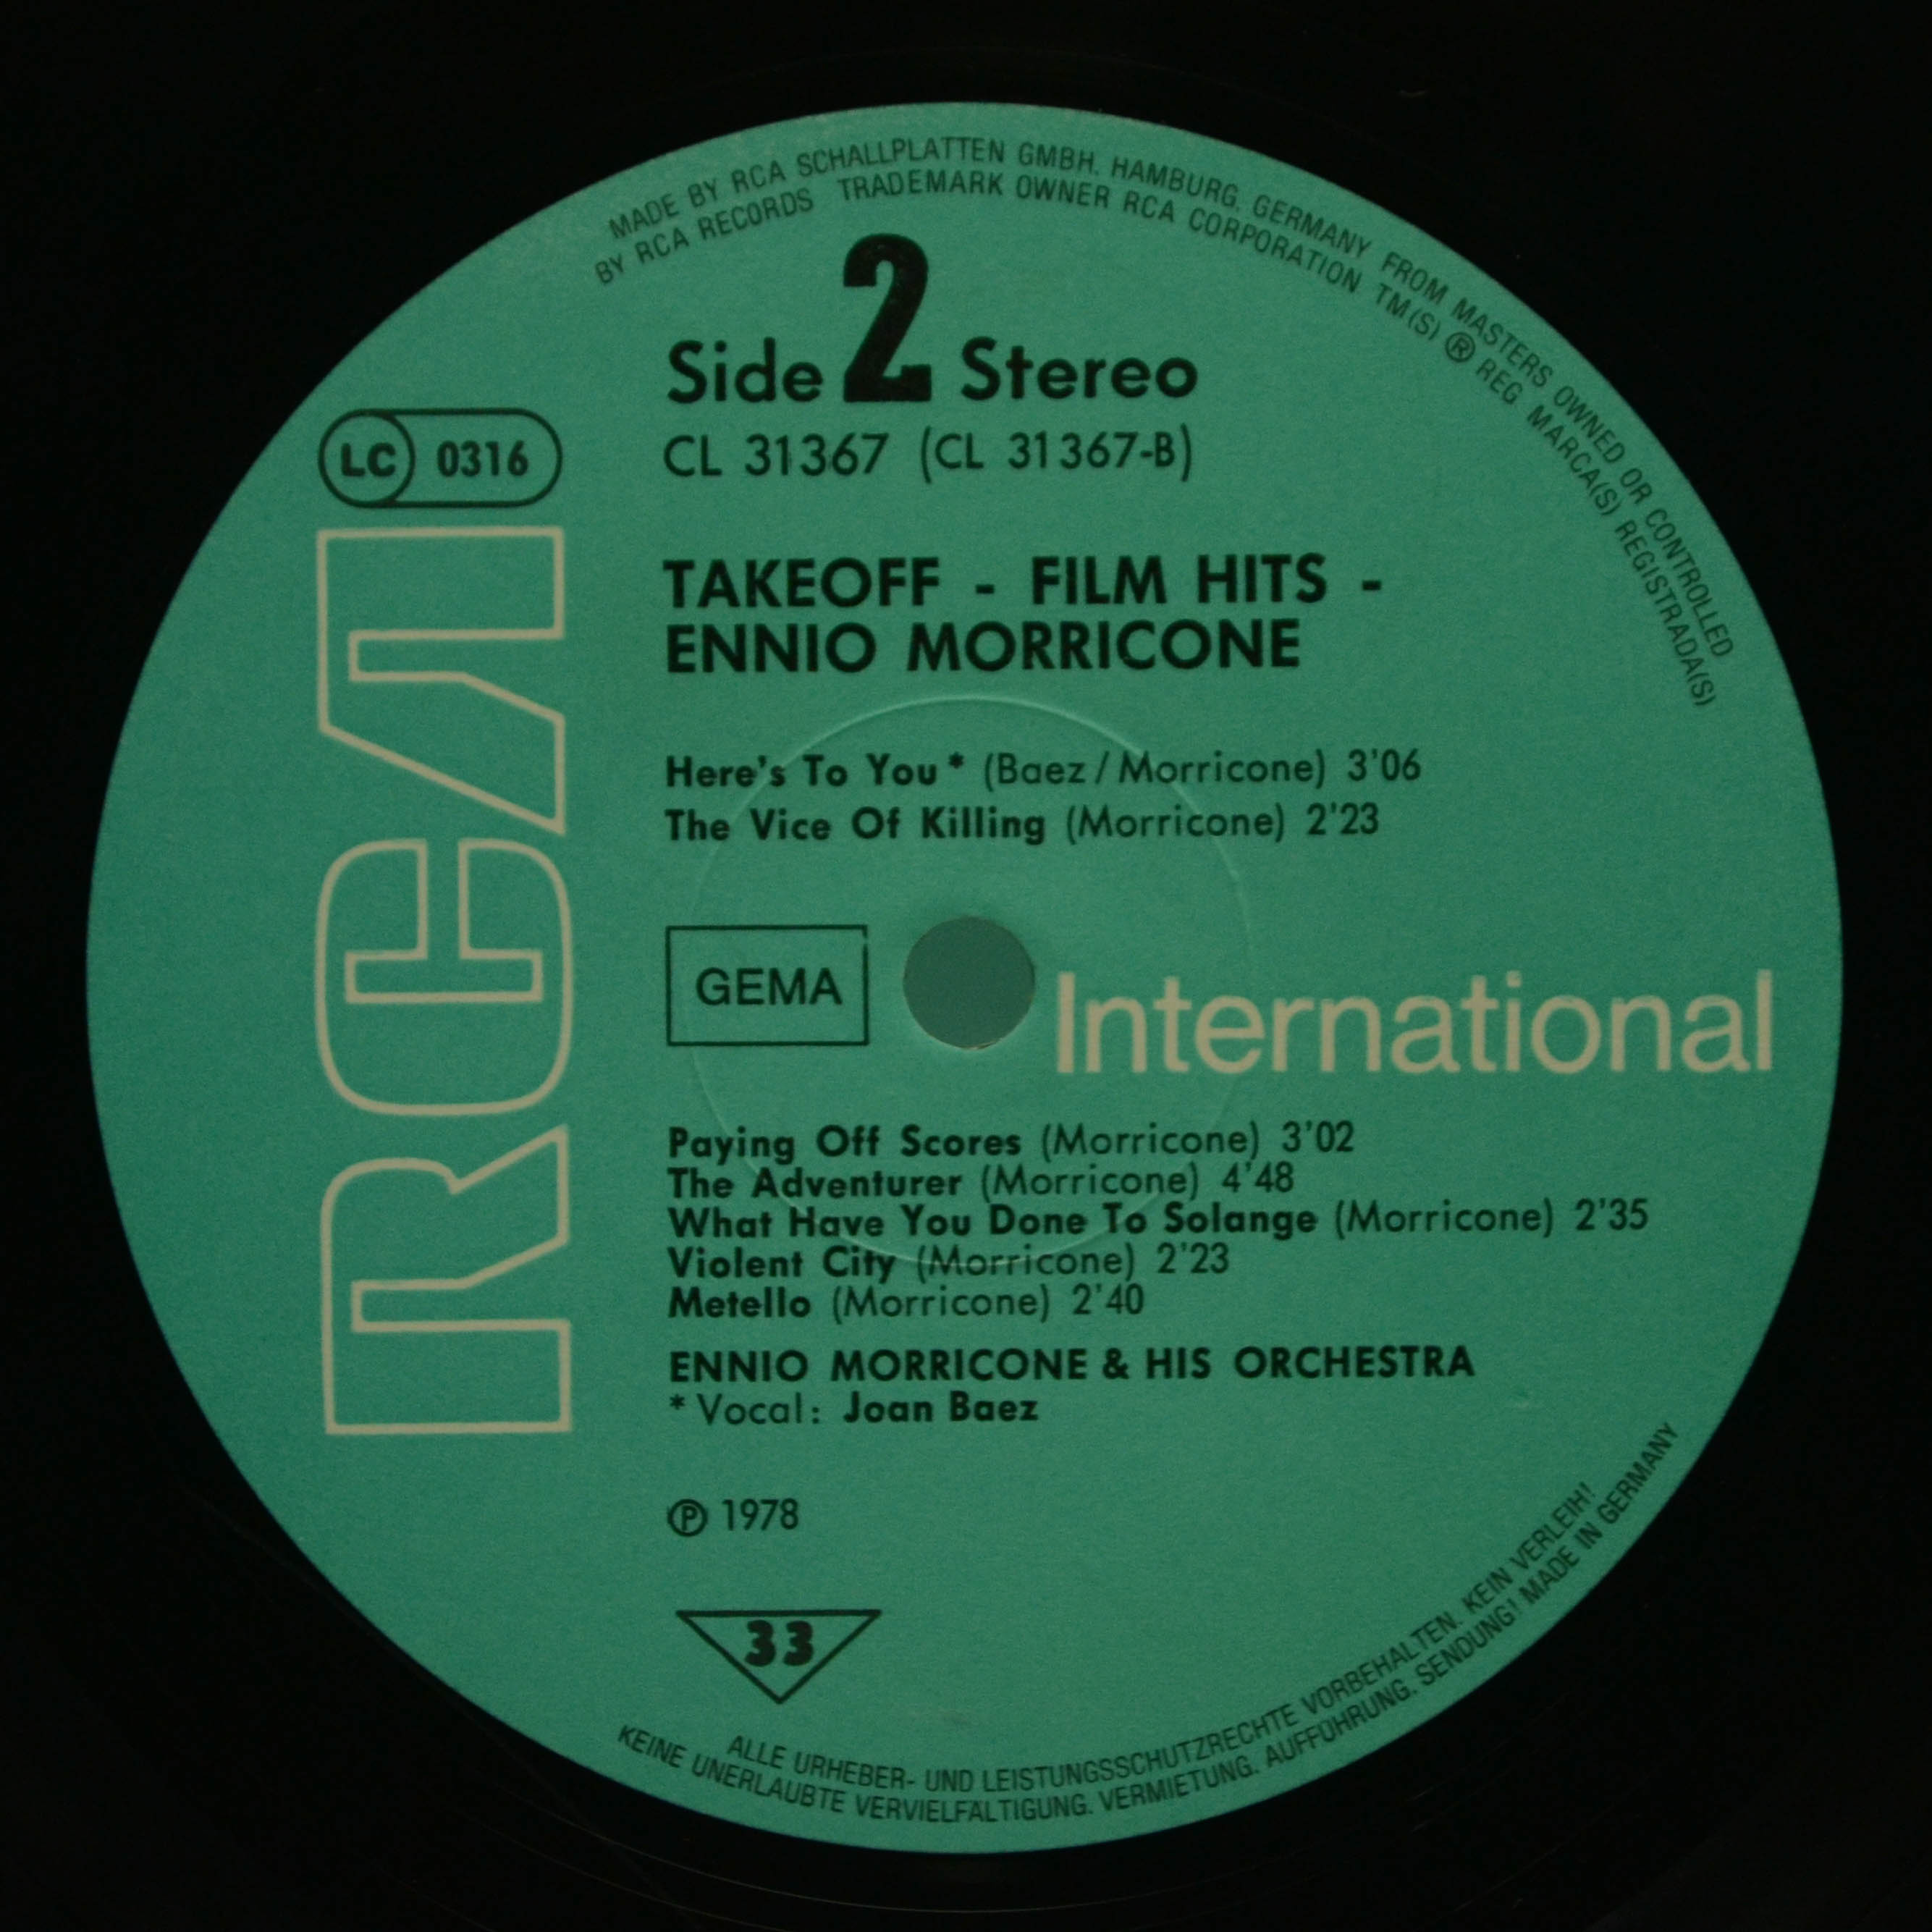 MADE BY RCA SCHALLPLATTEN GMBH. HAMBURG. GERMANY FROM MASTERS OWNED OR CONTROLLED
BY RCA RECORDS TRADEMARK OWNER RCA CORPORATION TM(S) ® REG MARCA(S) REGISTRADA(S)
Side 2 Stereo
CL 31367 (CL 31367-B)
LC 0316
RCA
TAKEOFF - FILM HITS -
ENNIO MORRICONE
Here's To You* (Baez/Morricone) 3'06
The Vice Of Killing (Morricone) 2'23
GEMA
International
Paying Off Scores (Morricone) 3'02
The Adventurer (Morricone) 4'48
What Have You Done To Solange (Morricone) 2'35
Violent City (Morricone) 2'23
Metello (Morricone) 2'40
ENNIO MORRICONE & HIS ORCHESTRA
* Vocal: Joan Baez
℗ 1978
33
ALLE URHEBER- UND LEISTUNGSSCHUTZRECHTE VORBEHALTEN. KEIN VERLEIH!
KEINE UNERLAUBTE VERVIELFÄLTIGUNG. VERMIETUNG. AUFFÜHRUNG. SENDUNG! MADE IN GERMANY